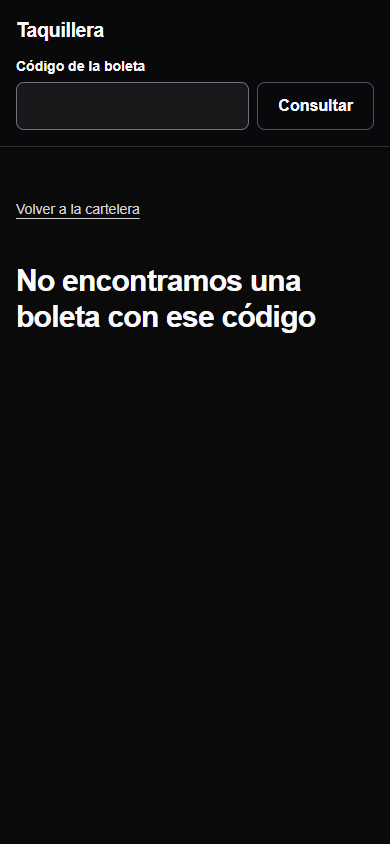 Taquillera
Código de la boleta
Consultar
Volver a la cartelera
No encontramos una
boleta con ese código